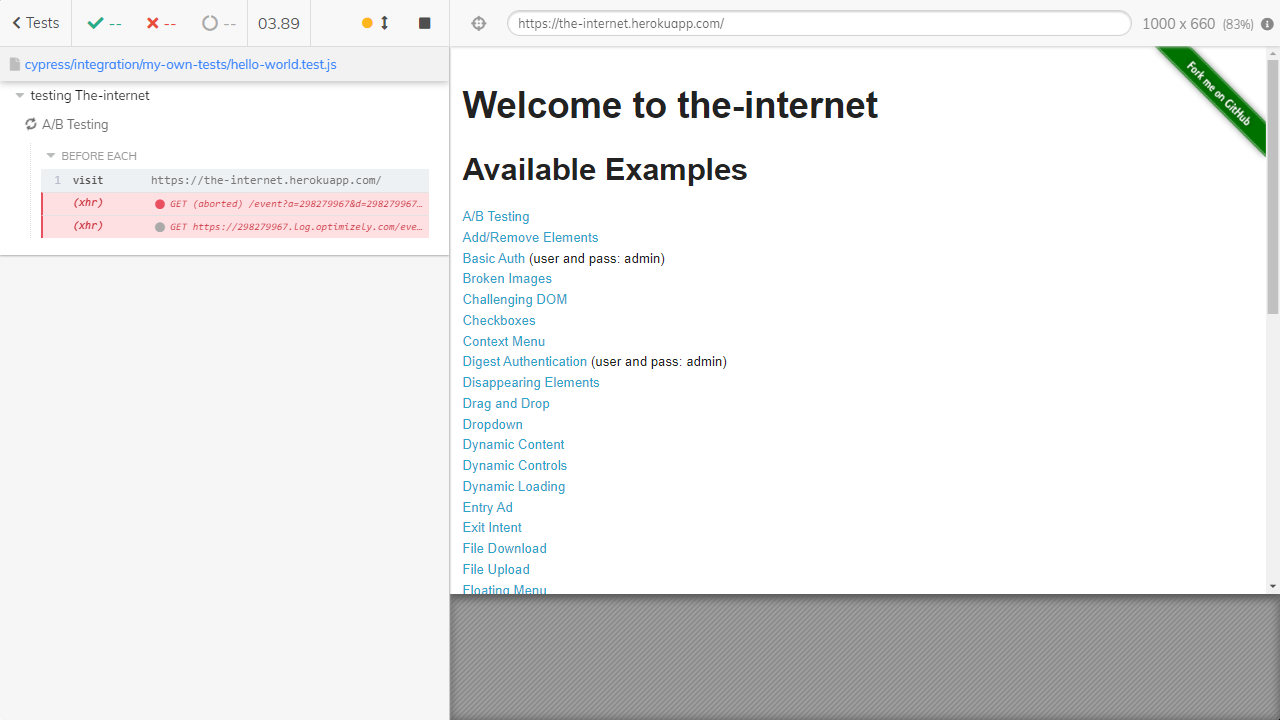 Tests -- -- -- 03.89
https://the-internet.herokuapp.com/ 1000 x 660 (83%)
cypress/integration/my-own-tests/hello-world.test.js
testing The-internet
A/B Testing
BEFORE EACH
1 visit https://the-internet.herokuapp.com/
(xhr) GET (aborted) /event?a=298279967&d=298279967...
(xhr) GET https://298279967.log.optimizely.com/eve...
Fork me on GitHub
Welcome to the-internet
Available Examples
A/B Testing
Add/Remove Elements
Basic Auth (user and pass: admin)
Broken Images
Challenging DOM
Checkboxes
Context Menu
Digest Authentication (user and pass: admin)
Disappearing Elements
Drag and Drop
Dropdown
Dynamic Content
Dynamic Controls
Dynamic Loading
Entry Ad
Exit Intent
File Download
File Upload
Floating Menu